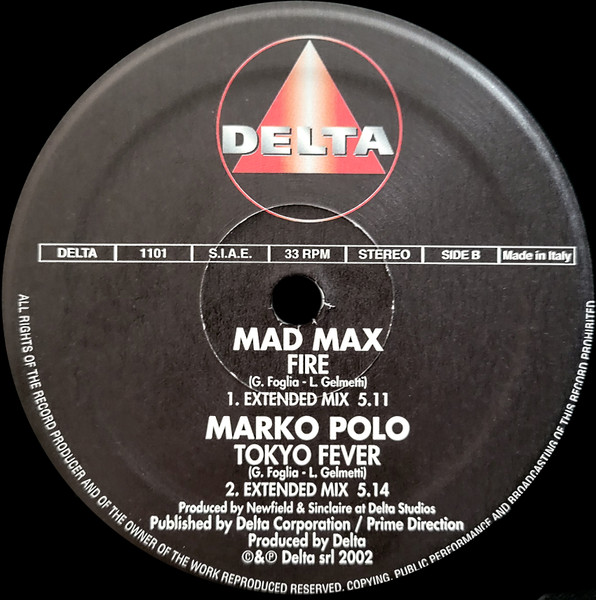 DELTA
DELTA 1101 S.I.A.E. 33 RPM STEREO SIDE B Made in Italy
MAD MAX
FIRE
(G. Foglia - L. Gelmetti)
1. EXTENDED MIX 5.11
MARKO POLO
TOKYO FEVER
(G. Foglia - L. Gelmetti)
2. EXTENDED MIX 5.14
Produced by Newfield & Sinclaire at Delta Studios
Published by Delta Corporation / Prime Direction
Produced by Delta
©&℗ Delta srl 2002
ALL RIGHTS OF THE RECORD PRODUCER AND OF THE OWNER OF THE WORK REPRODUCED RESERVED. COPYING, PUBLIC PERFORMANCE AND BROADCASTING OF THIS RECORD PROHIBITED